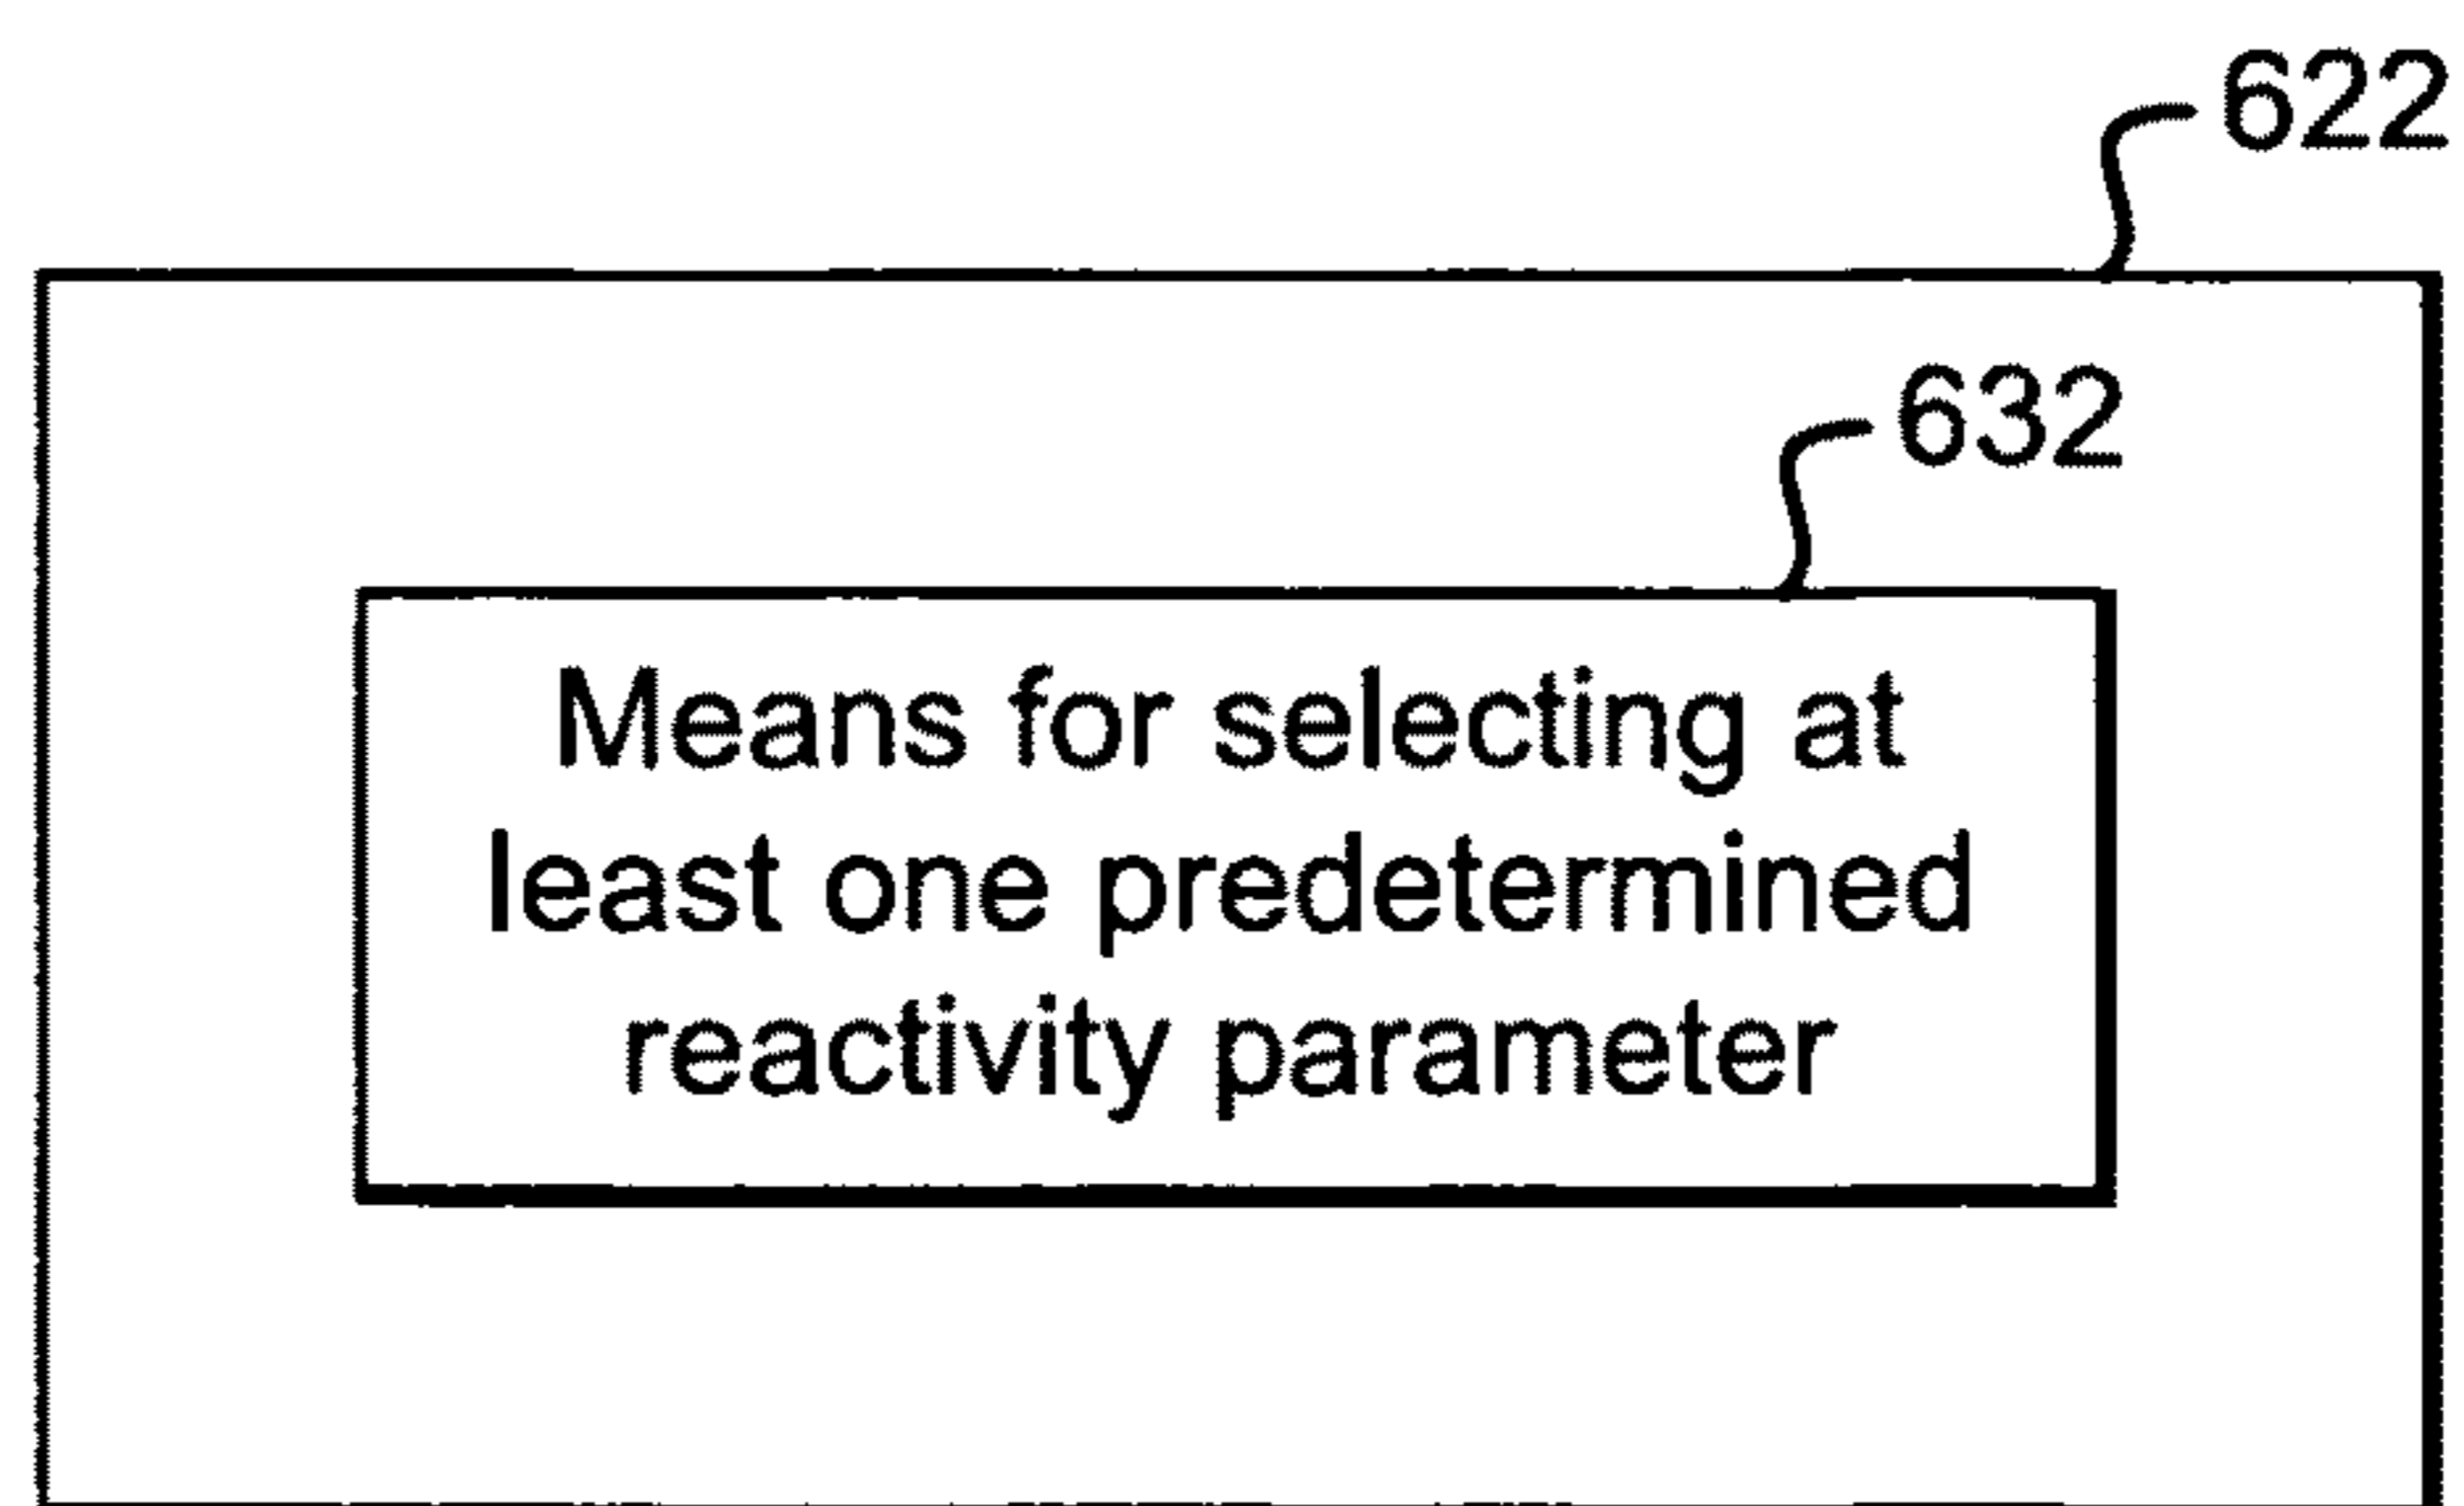 622
632
Means for selecting at
least one predetermined
reactivity parameter